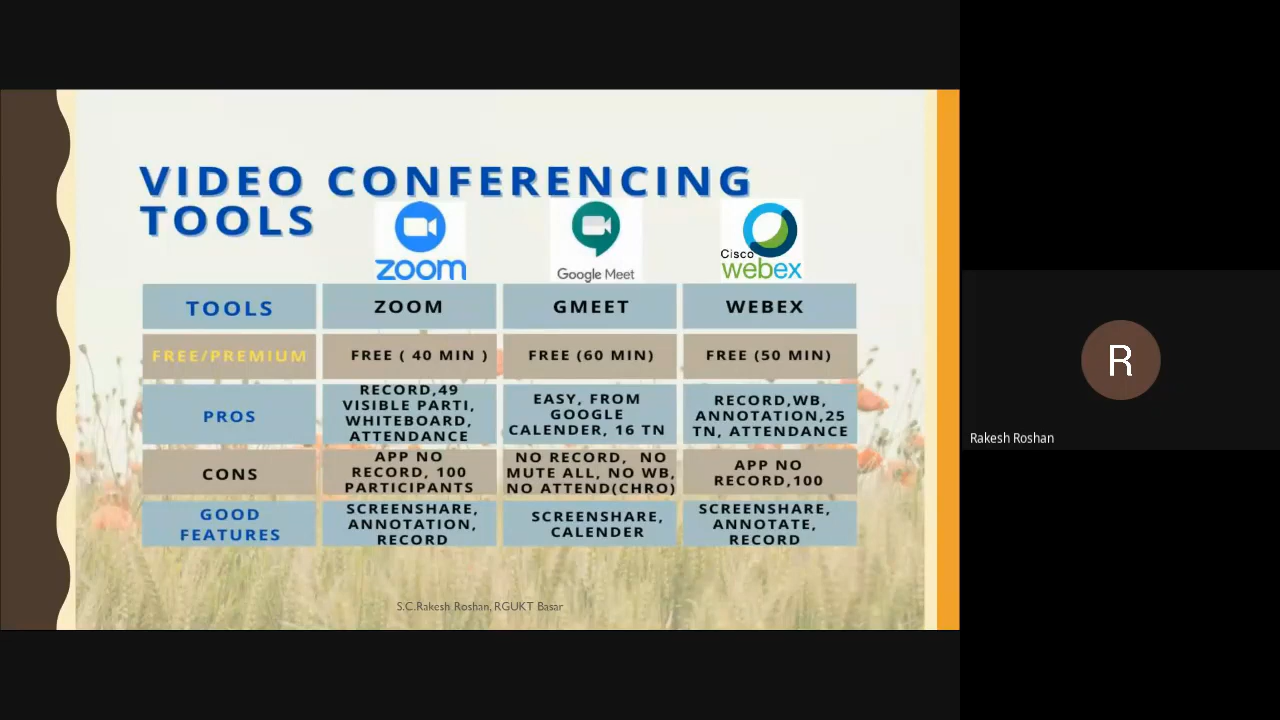 VIDEO CONFERENCING
TOOLS
zoom
Google Meet
Cisco
webex
TOOLS
ZOOM
GMEET
WEBEX
FREE/PREMIUM
FREE ( 40 MIN )
FREE (60 MIN)
FREE (50 MIN)
PROS
RECORD,49
VISIBLE PARTI,
WHITEBOARD,
ATTENDANCE
EASY, FROM
GOOGLE
CALENDER, 16 TN
RECORD,WB,
ANNOTATION,25
TN, ATTENDANCE
CONS
APP NO
RECORD, 100
PARTICIPANTS
NO RECORD, NO
MUTE ALL, NO WB,
NO ATTEND(CHRO)
APP NO
RECORD,100
GOOD
FEATURES
SCREENSHARE,
ANNOTATION,
RECORD
SCREENSHARE,
CALENDER
SCREENSHARE,
ANNOTATE,
RECORD
S.C.Rakesh Roshan, RGUKT Basar
R
Rakesh Roshan